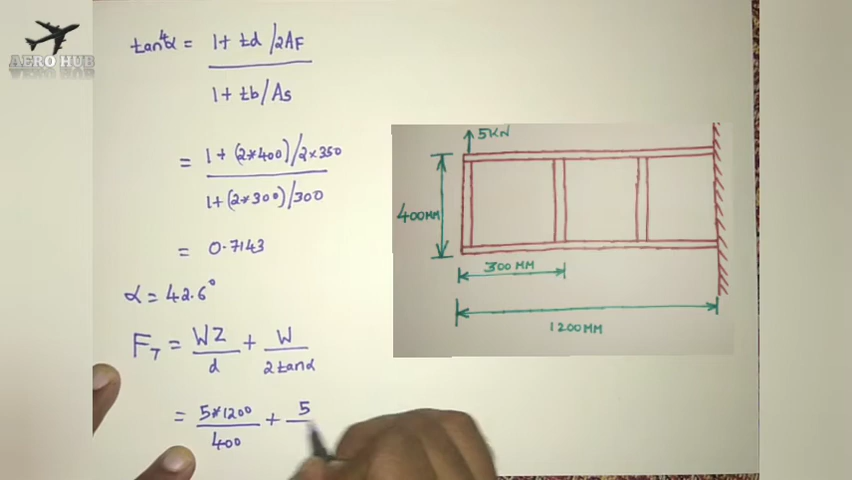 AERO HUB
tan⁴α = 1 + td/2AF
1 + tb/As
= 1 + (2*400)/2×350
1 + (2*300)/300
= 0.7143
α = 42.6°
F_T = WZ/d + W/2tanα
= 5*1200/400 + 5
5KN
400MM
300 MM
1200MM